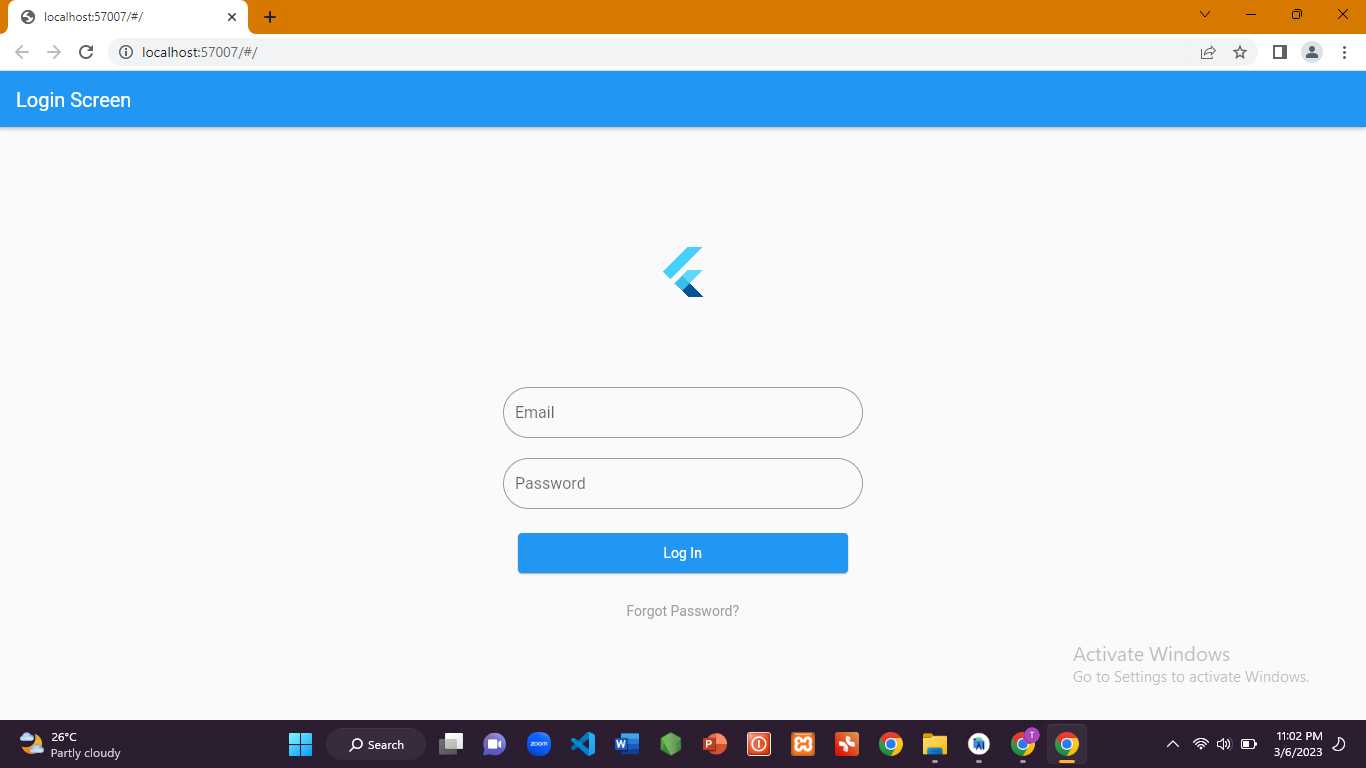 localhost:57007/#/
localhost:57007/#/
Login Screen
Email
Password
Log In
Forgot Password?
Activate Windows
Go to Settings to activate Windows.
26°C
Partly cloudy
Search
zoom
W
P
T
11:02 PM
3/6/2023